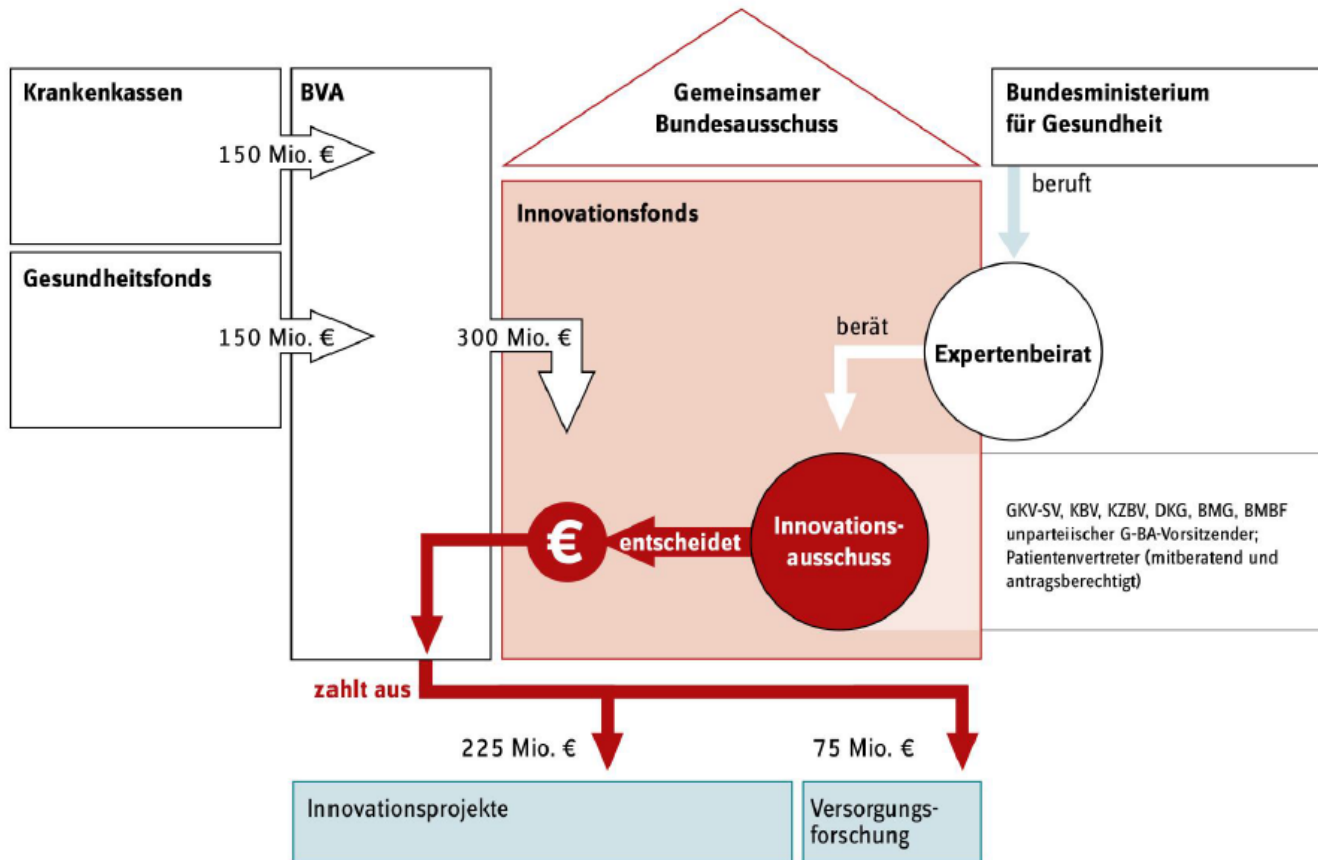 Krankenkassen
150 Mio. €
Gesundheitsfonds
150 Mio. €
BVA
300 Mio. €
Gemeinsamer
Bundesausschuss
Innovationsfonds
Bundesministerium
für Gesundheit
beruft
berät
Expertenbeirat
€
entscheidet
Innovations-
ausschuss
GKV-SV, KBV, KZBV, DKG, BMG, BMBF
unparteiischer G-BA-Vorsitzender;
Patientenvertreter (mitberatend und
antragsberechtigt)
zahlt aus
225 Mio. €
75 Mio. €
Innovationsprojekte
Versorgungs-
forschung